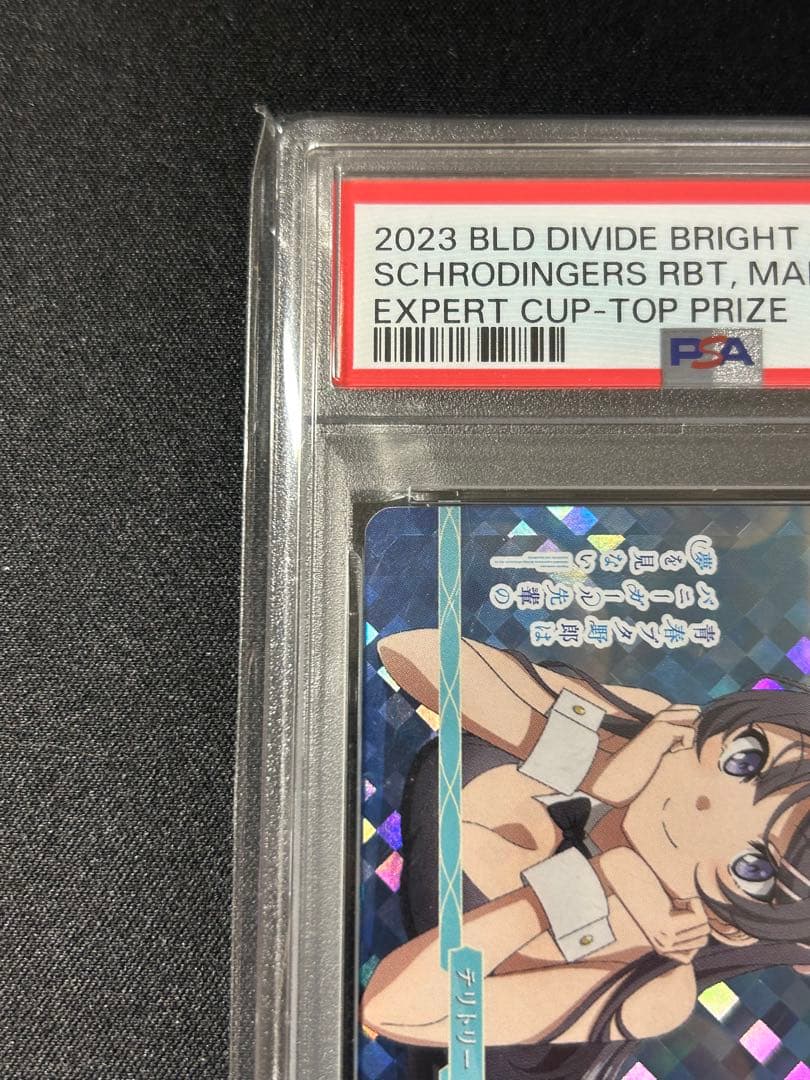 2023 BLD DIVIDE BRIGHT
SCHRODINGERS RBT, MAI
EXPERT CUP-TOP PRIZE
PSA
青春ブタ野郎は
バニーガール先輩の
夢を見ない
テリトリー